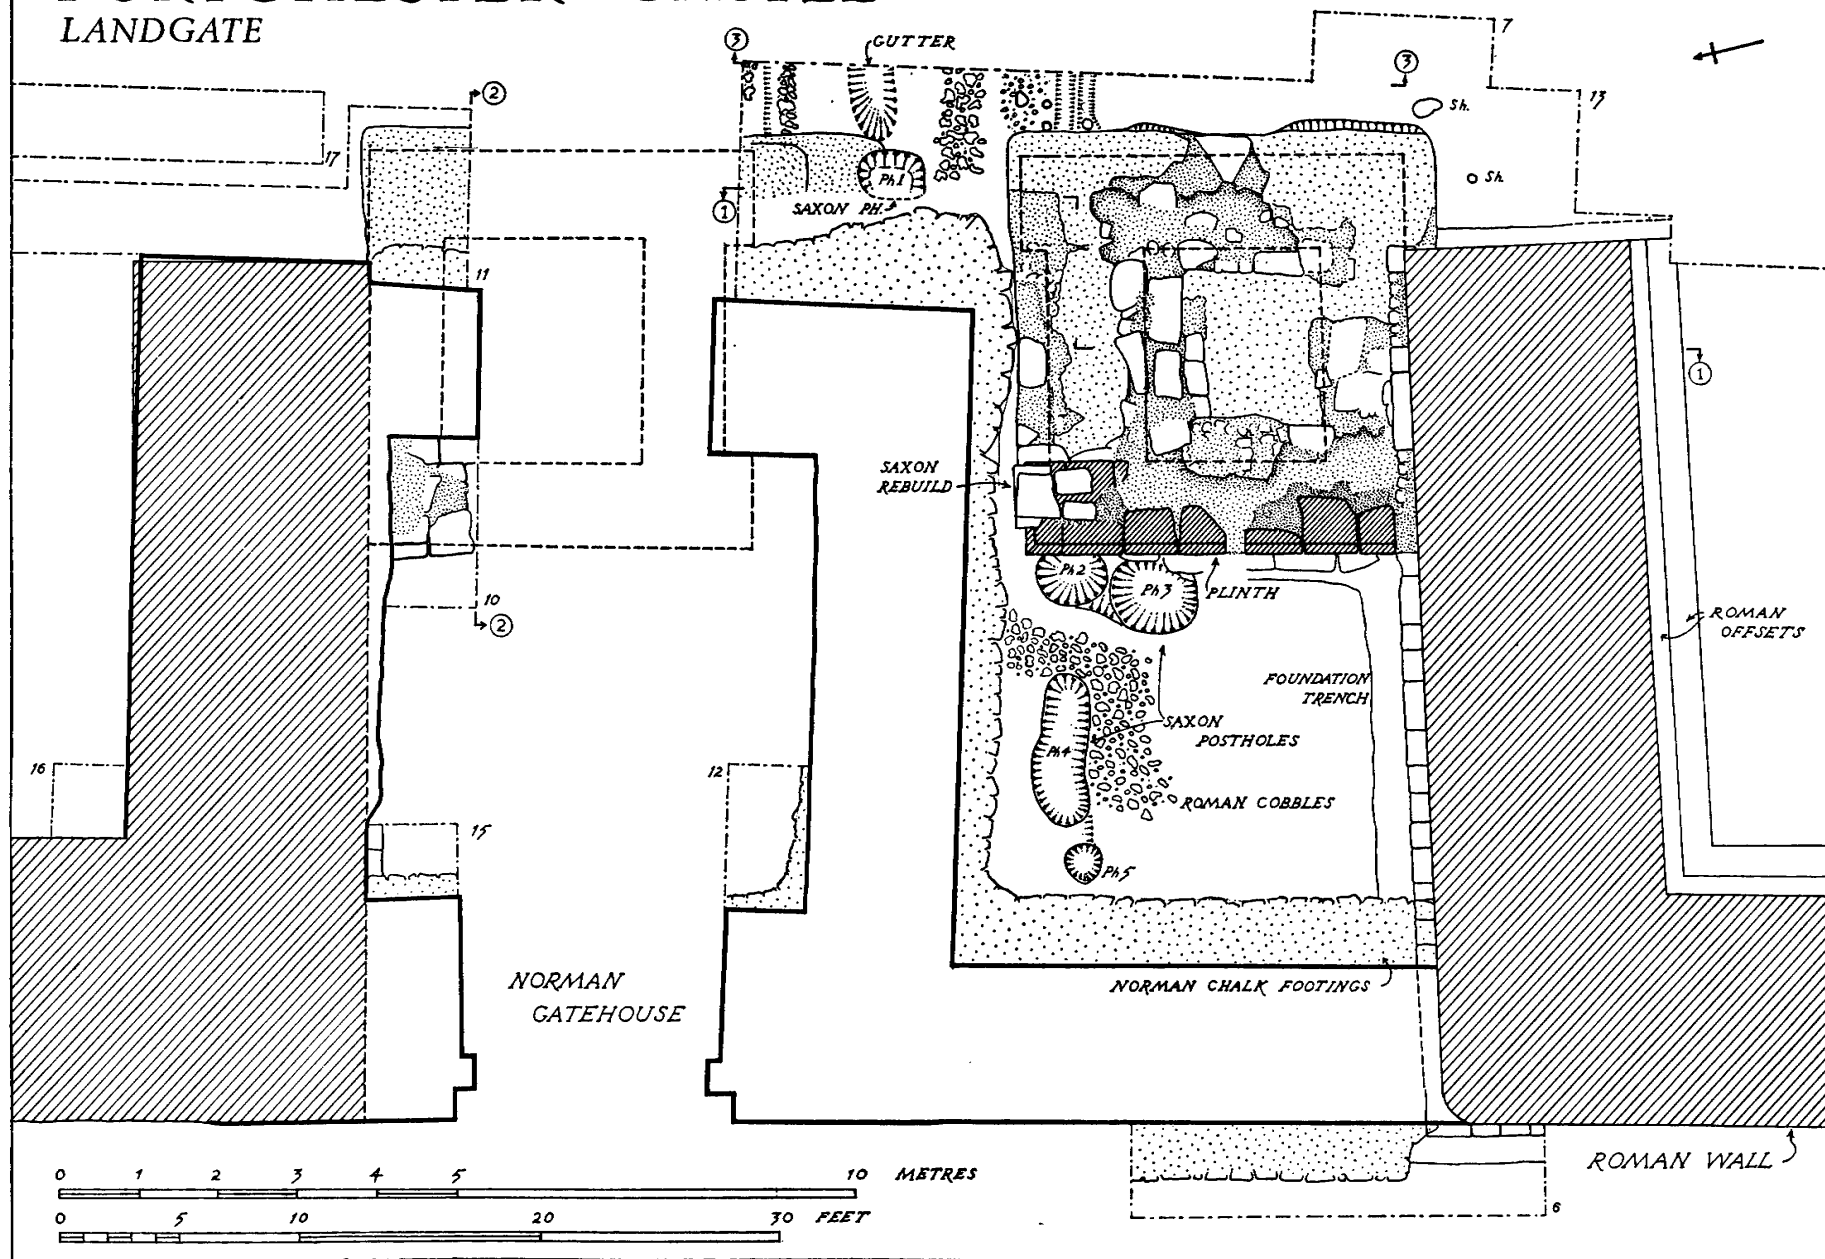 LANDGATE
GUTTER
3
7
3
2
13
Sh.
17
Ph1
Sh.
1
SAXON PH.
11
1
SAXON
REBUILD
Ph2
Ph3
PLINTH
10
2
ROMAN
OFFSETS
FOUNDATION
TRENCH
SAXON
POSTHOLES
Ph4
16
12
ROMAN COBBLES
15
Ph5
NORMAN
GATEHOUSE
NORMAN CHALK FOOTINGS
ROMAN WALL
0 1 2 3 4 5 10 METRES
6
0 5 10 20 30 FEET